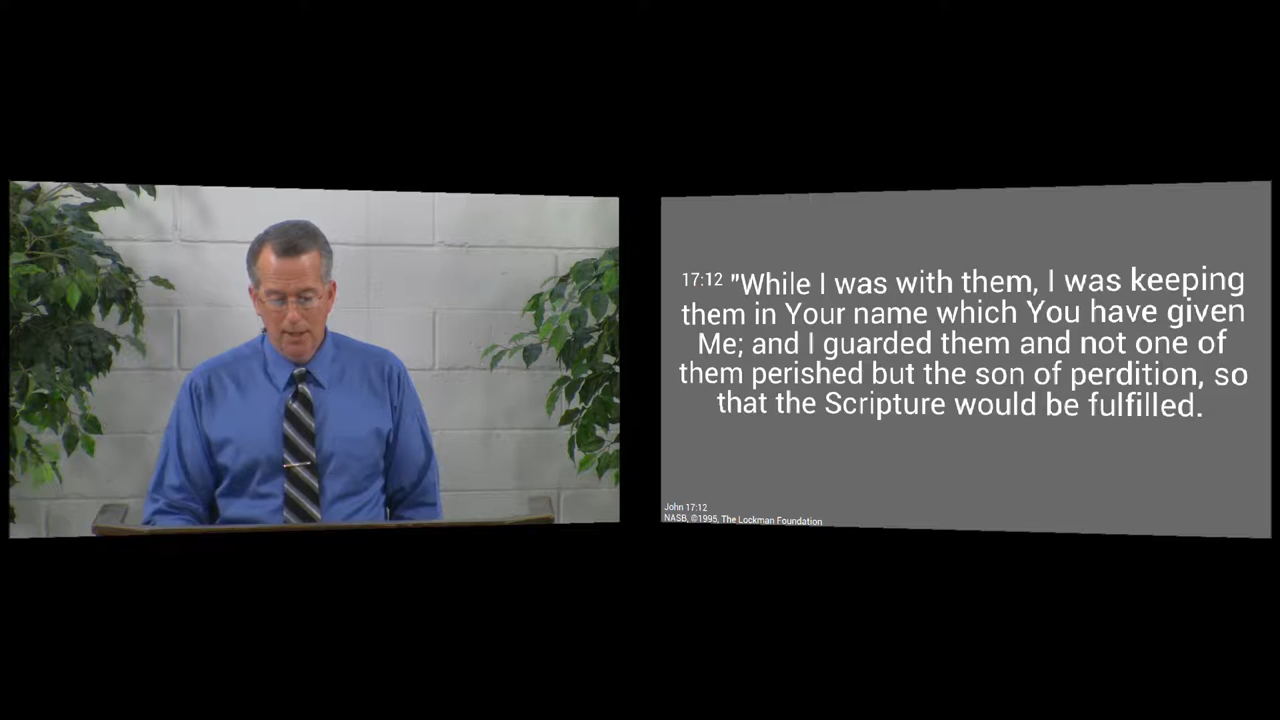 17:12 "While I was with them, I was keeping
them in Your name which You have given
Me; and I guarded them and not one of
them perished but the son of perdition, so
that the Scripture would be fulfilled.
John 17:12
NASB, ©1995, The Lockman Foundation